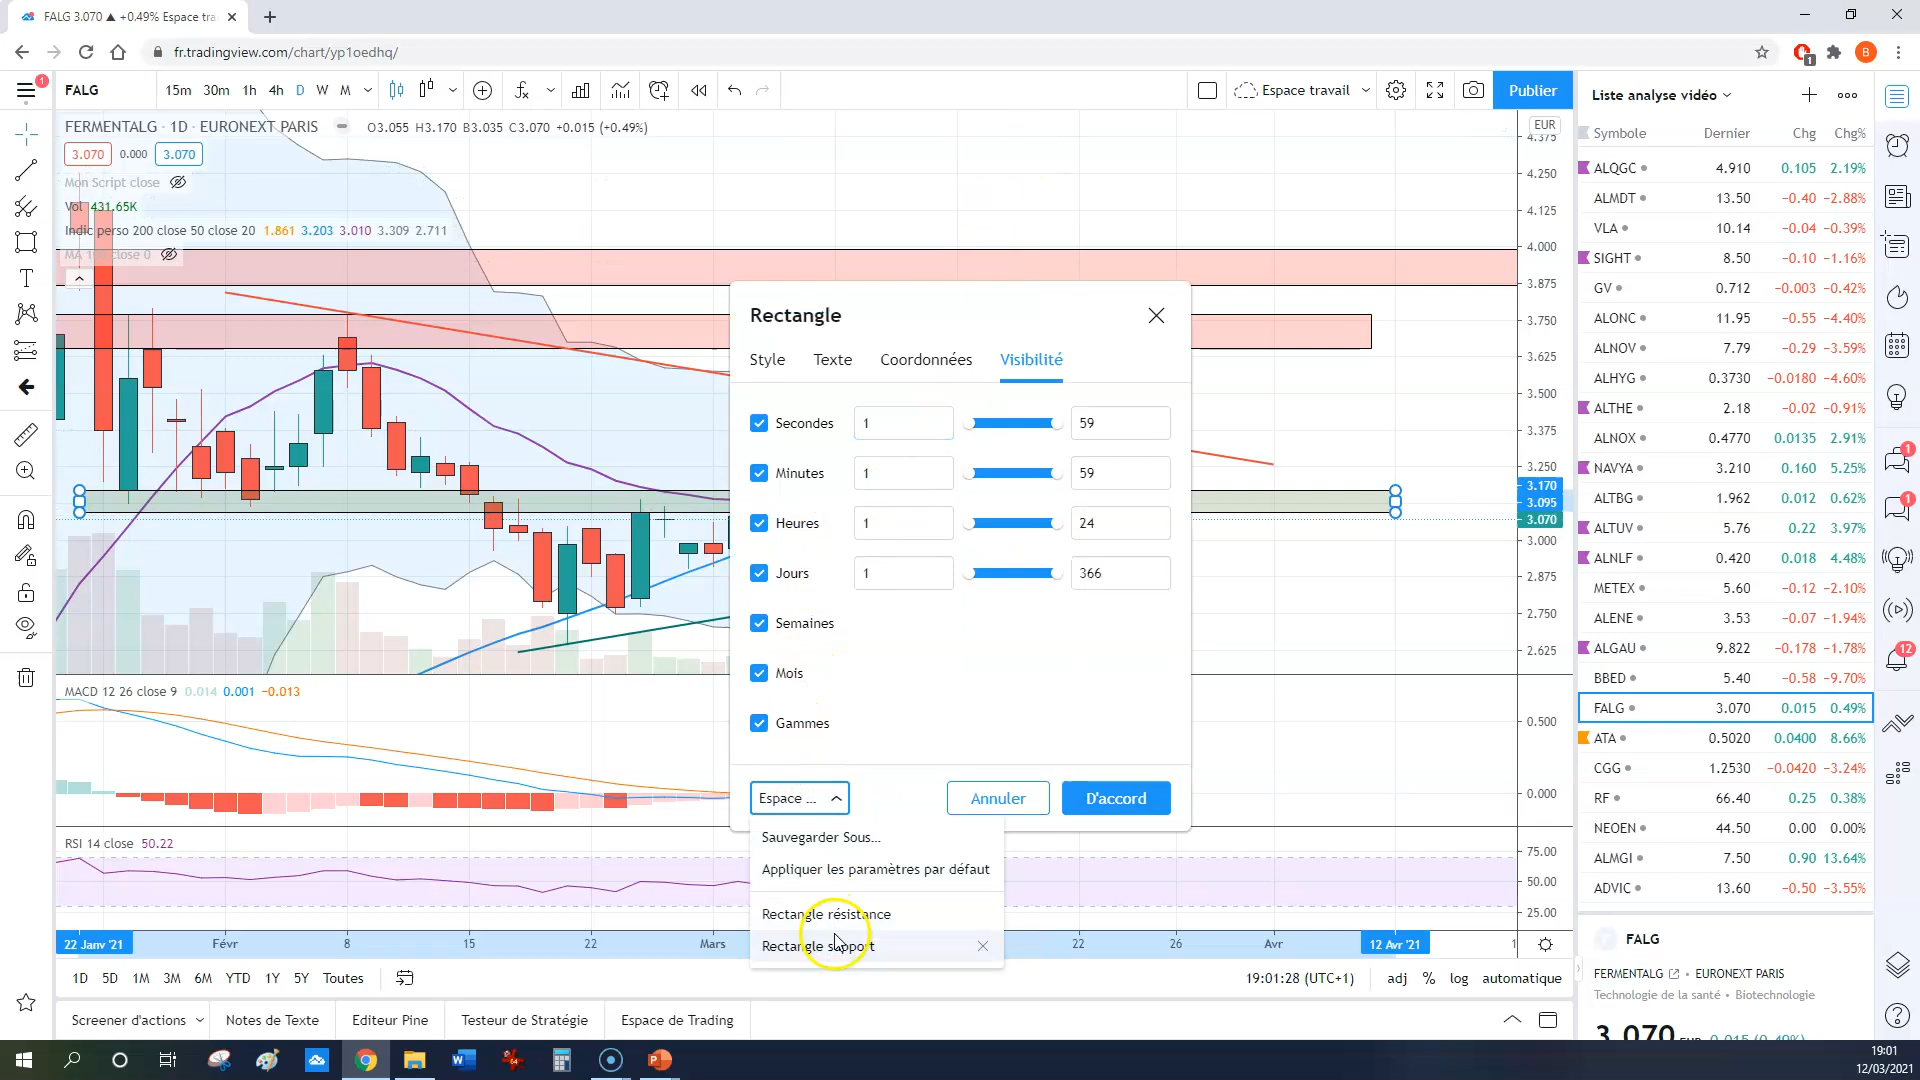 FALG 3.070 ▲ +0.49% Espace tra
fr.tradingview.com/chart/yp1oedhq/
1
B
1
FALG
15m 30m 1h 4h D W M
Espace travail
Publier
Liste analyse vidéo
FERMENTALG · 1D · EURONEXT PARIS
O3.055 H3.170 B3.035 C3.070 +0.015 (+0.49%)
EUR
Symbole Dernier Chg Chg%
3.070 0.000 3.070
Mon Script close
Vol 431.65K
Indic perso 200 close 50 close 20 1.861 3.203 3.010 3.309 2.711
MA 100 close 0
4.375
4.250
4.125
4.000
3.875
3.750
3.625
3.500
3.375
3.250
3.170
3.095
3.070
3.000
2.875
2.750
2.625
ALQGC 4.910 0.105 2.19%
ALMDT 13.50 −0.40 −2.88%
VLA 10.14 −0.04 −0.39%
SIGHT 8.50 −0.10 −1.16%
GV 0.712 −0.003 −0.42%
ALONC 11.95 −0.55 −4.40%
ALNOV 7.79 −0.29 −3.59%
ALHYG 0.3730 −0.0180 −4.60%
ALTHE 2.18 −0.02 −0.91%
ALNOX 0.4770 0.0135 2.91%
NAVYA 3.210 0.160 5.25%
ALTBG 1.962 0.012 0.62%
ALTUV 5.76 0.22 3.97%
ALNLF 0.420 0.018 4.48%
METEX 5.60 −0.12 −2.10%
ALENE 3.53 −0.07 −1.94%
ALGAU 9.822 −0.178 −1.78%
BBED 5.40 −0.58 −9.70%
FALG 3.070 0.015 0.49%
ATA 0.5020 0.0400 8.66%
CGG 1.2530 −0.0420 −3.24%
RF 66.40 0.25 0.38%
NEOEN 44.50 0.00 0.00%
ALMGI 7.50 0.90 13.64%
ADVIC 13.60 −0.50 −3.55%
1
1
12
Rectangle
Style Texte Coordonnées Visibilité
Secondes 1 59
Minutes 1 59
Heures 1 24
Jours 1 366
Semaines
Mois
Gammes
Espace ...
Annuler
D'accord
Sauvegarder Sous...
Appliquer les paramètres par défaut
Rectangle résistance
Rectangle support
MACD 12 26 close 9 0.014 0.001 −0.013
0.500
0.000
RSI 14 close 50.22
75.00
50.00
25.00
22 Janv '21 Févr 8 15 22 Mars 22 26 Avr 12 Avr '21 1
1D 5D 1M 3M 6M YTD 1Y 5Y Toutes
19:01:28 (UTC+1) adj % log automatique
FALG
FERMENTALG • EURONEXT PARIS
Technologie de la santé • Biotechnologie
3.070 EUR 0.015 (0.49%)
Screener d'actions Notes de Texte Editeur Pine Testeur de Stratégie Espace de Trading
19:01
12/03/2021